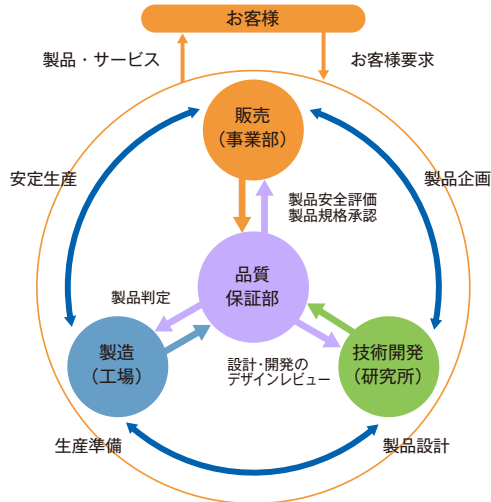 お客様
製品・サービス
お客様要求
販売
（事業部）
安定生産
製品企画
製品安全評価
製品規格承認
品質
保証部
製品判定
製造
（工場）
技術開発
（研究所）
設計・開発の
デザインレビュー
生産準備
製品設計